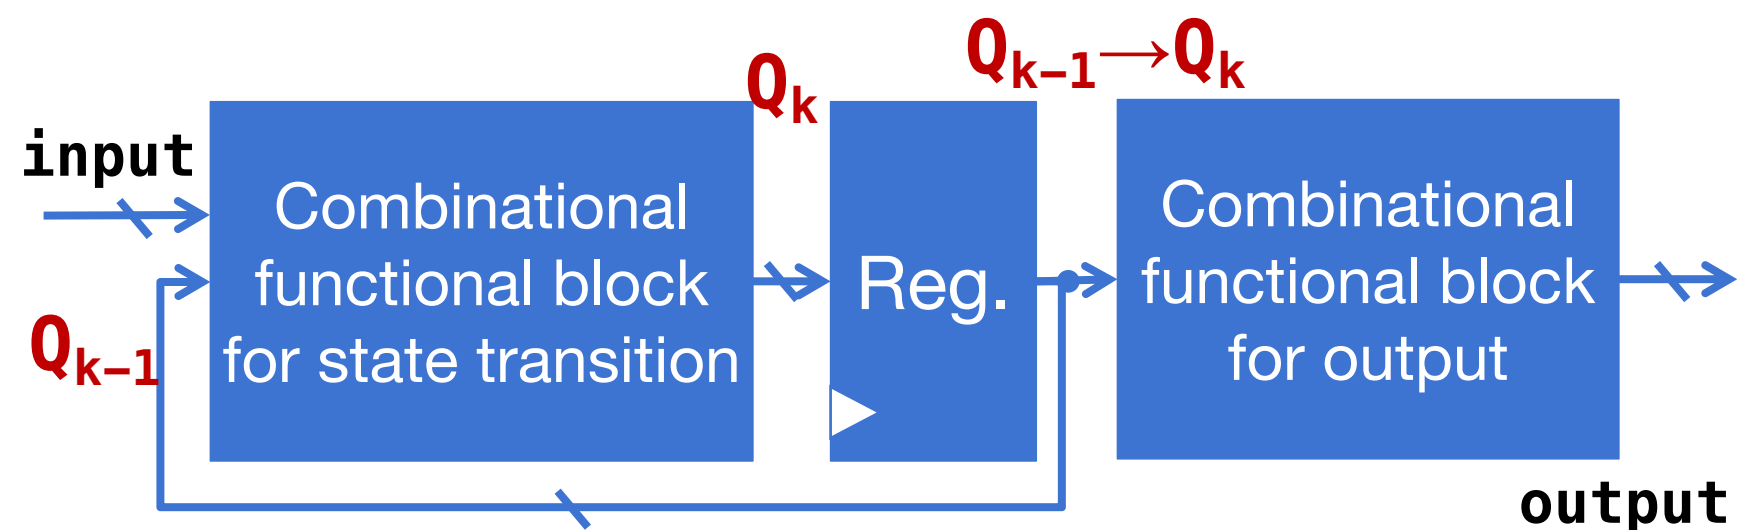 Qk-1→Qk
Qk
input
Combinational
functional block
for state transition
Reg.
Combinational
functional block
for output
Qk-1
output